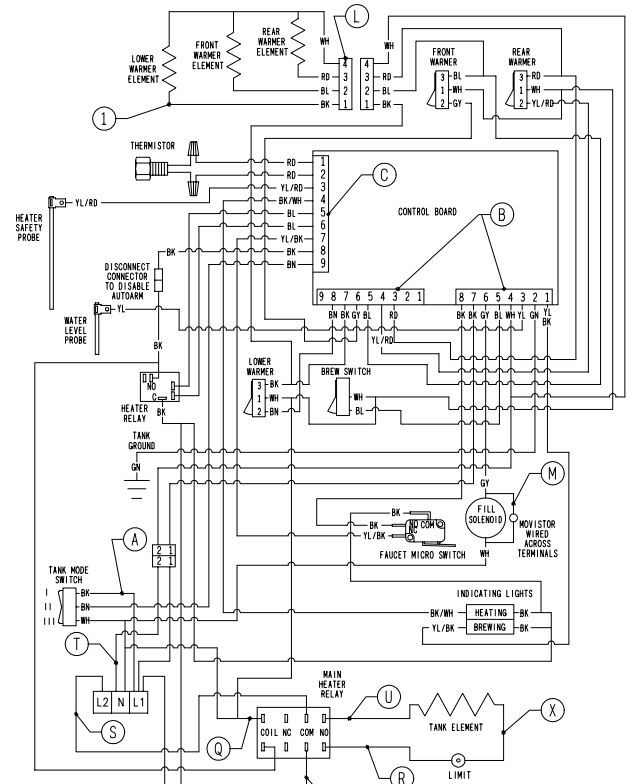 L
REAR
WARMER
ELEMENT
FRONT
WARMER
ELEMENT
LOWER
WARMER
ELEMENT
WH
RD
BL
BK
4
3
2
1
4
3
2
1
WH
RD
BL
BK
FRONT
WARMER
3
1
2
BL
WH
GY
REAR
WARMER
3
1
2
RD
WH
YL/RD
1
THERMISTOR
RD
RD
YL/RD
BK/WH
BL
BL
YL/BK
BK
BN
1
2
3
4
5
6
7
8
9
C
CONTROL BOARD
B
YL/RD
HEATER
SAFETY
PROBE
BK
DISCONNECT
CONNECTOR
TO DISABLE
AUTOARM
YL
WATER
LEVEL
PROBE
BK
9 8 7 6 5 4 3 2 1
BN BK GY BL RD
YL/RD
8 7 6 5 4 3 2 1
BK BK GY BL WH YL GN YL
BK
NO
C
HEATER
RELAY
BK
LOWER
WARMER
3
1
2
BK
WH
BN
BREW SWITCH
WH
BL
TANK
GROUND
GN
GY
M
FILL
SOLENOID
MOVISTOR
WIRED
ACROSS
TERMINALS
WH
BK
BK
YL/BK
NO COM
NC
FAUCET MICRO SWITCH
A
2 1
2 1
TANK MODE
SWITCH
I
II
III
BK
BN
WH
INDICATING LIGHTS
BK/WH HEATING BK
YL/BK BREWING BK
T
L2 N L1
S
MAIN
HEATER
RELAY
U
X
COIL NC COM NO
Q
TANK ELEMENT
R
LIMIT